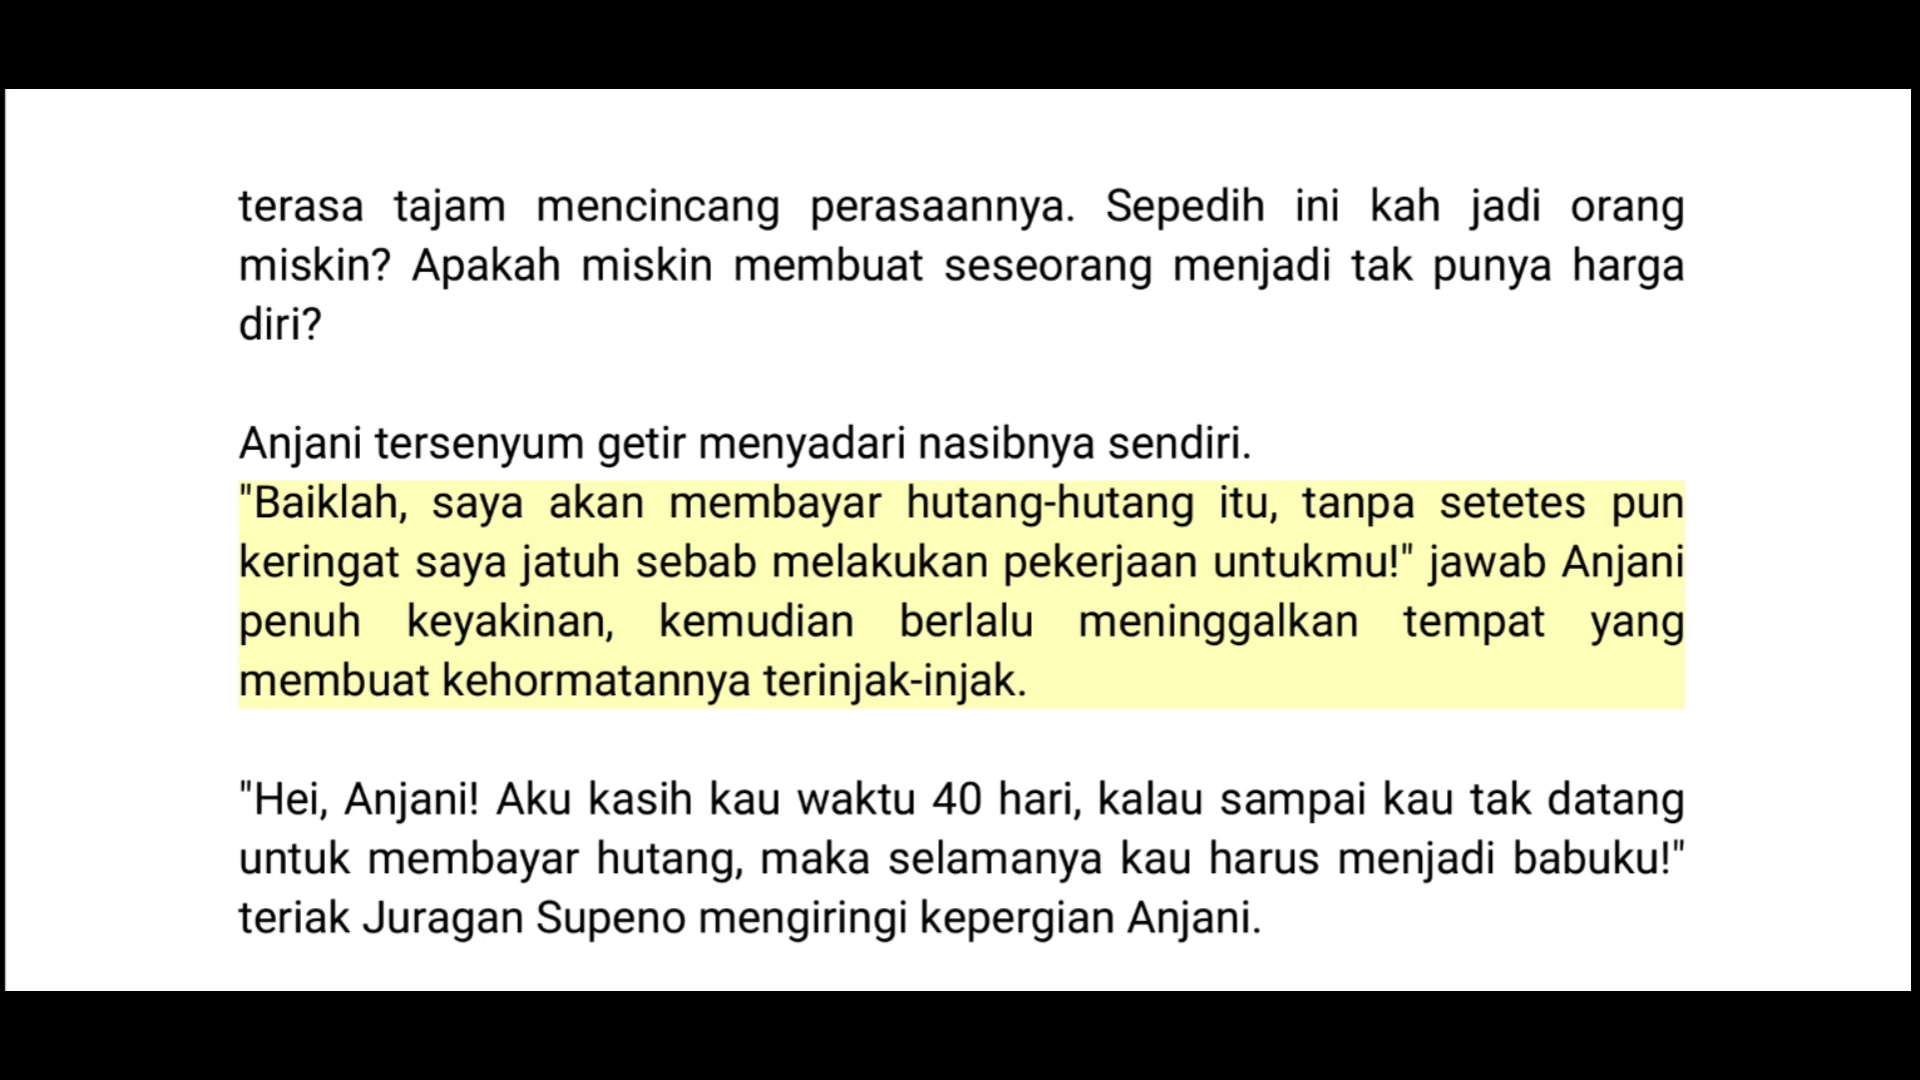 terasa tajam mencincang perasaannya. Sepedih ini kah jadi orang
miskin? Apakah miskin membuat seseorang menjadi tak punya harga
diri?
Anjani tersenyum getir menyadari nasibnya sendiri.
"Baiklah, saya akan membayar hutang-hutang itu, tanpa setetes pun
keringat saya jatuh sebab melakukan pekerjaan untukmu!" jawab Anjani
penuh keyakinan, kemudian berlalu meninggalkan tempat yang
membuat kehormatannya terinjak-injak.
"Hei, Anjani! Aku kasih kau waktu 40 hari, kalau sampai kau tak datang
untuk membayar hutang, maka selamanya kau harus menjadi babuku!"
teriak Juragan Supeno mengiringi kepergian Anjani.